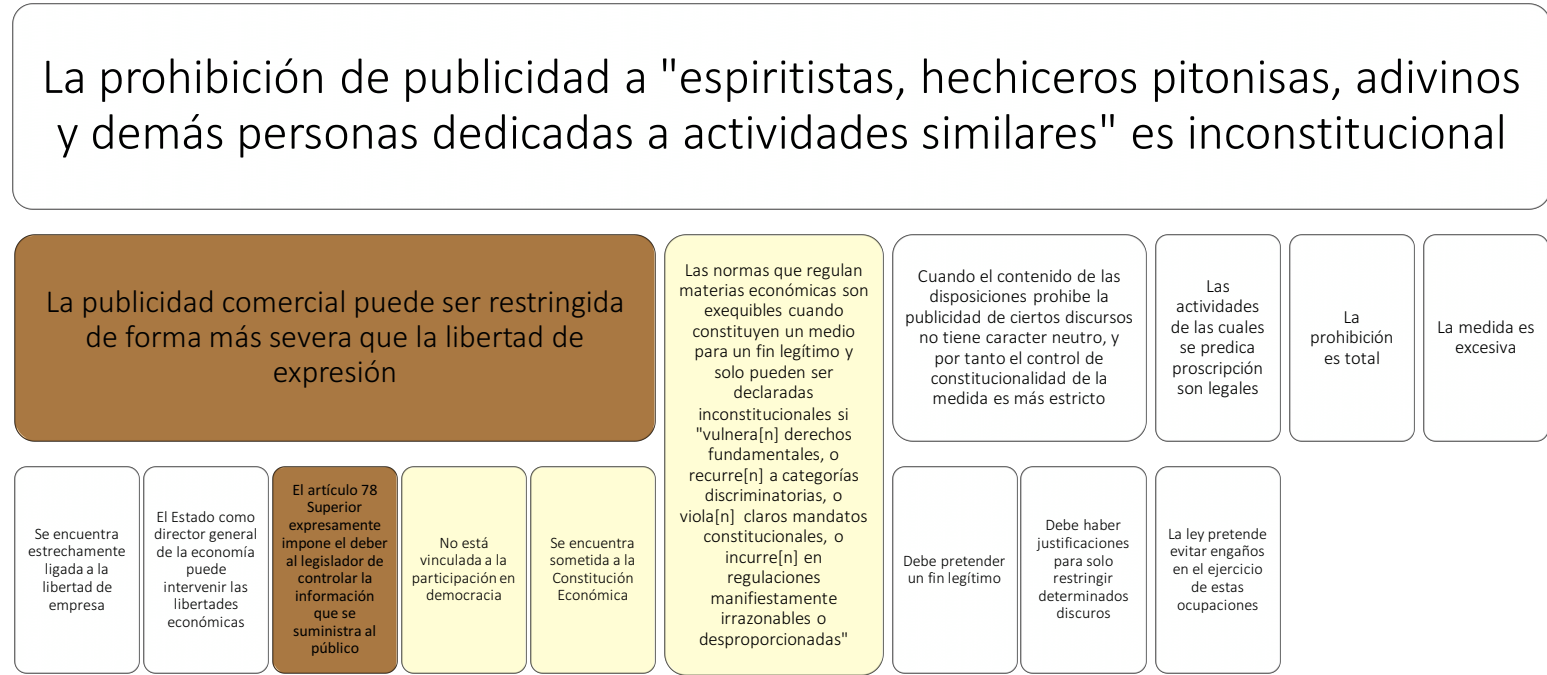 La prohibición de publicidad a "espiritistas, hechiceros pitonisas, adivinos
y demás personas dedicadas a actividades similares" es inconstitucional
La publicidad comercial puede ser restringida
de forma más severa que la libertad de
expresión
Las normas que regulan
materias económicas son
exequibles cuando
constituyen un medio
para un fin legítimo y
solo pueden ser
declaradas
inconstitucionales si
"vulnera[n] derechos
fundamentales, o
recurre[n] a categorías
discriminatorias, o
viola[n] claros mandatos
constitucionales, o
incurre[n] en
regulaciones
manifiestamente
irrazonables o
desproporcionadas"
Cuando el contenido de las
disposiciones prohibe la
publicidad de ciertos discursos
no tiene caracter neutro, y
por tanto el control de
constitucionalidad de la
medida es más estricto
Las
actividades
de las cuales
se predica
proscripción
son legales
La
prohibición
es total
La medida es
excesiva
Se encuentra
estrechamente
ligada a la
libertad de
empresa
El Estado como
director general
de la economía
puede
intervenir las
libertades
económicas
El artículo 78
Superior
expresamente
impone el deber
al legislador de
controlar la
información
que se
suministra al
público
No está
vinculada a la
participación en
democracia
Se encuentra
sometida a la
Constitución
Económica
Debe pretender
un fin legítimo
Debe haber
justificaciones
para solo
restringir
determinados
discuros
La ley pretende
evitar engaños
en el ejercicio
de estas
ocupaciones